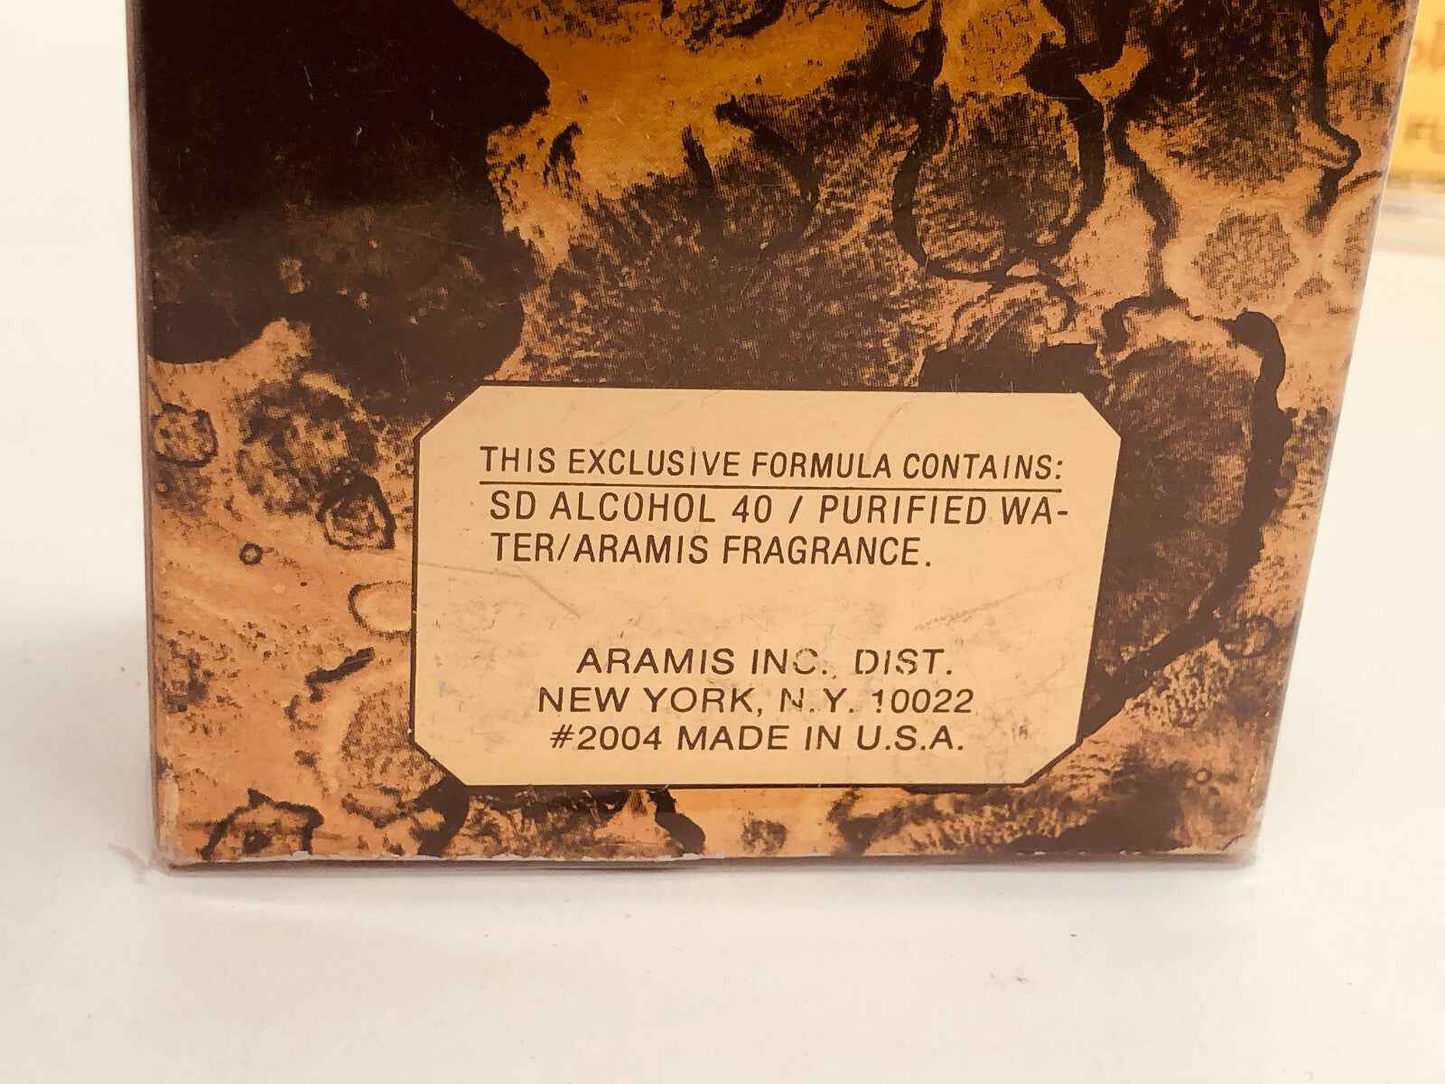 THIS EXCLUSIVE FORMULA CONTAINS:
SD ALCOHOL 40 / PURIFIED WA-
TER/ARAMIS FRAGRANCE.
ARAMIS INC. DIST.
NEW YORK, N.Y. 10022
#2004 MADE IN U.S.A.